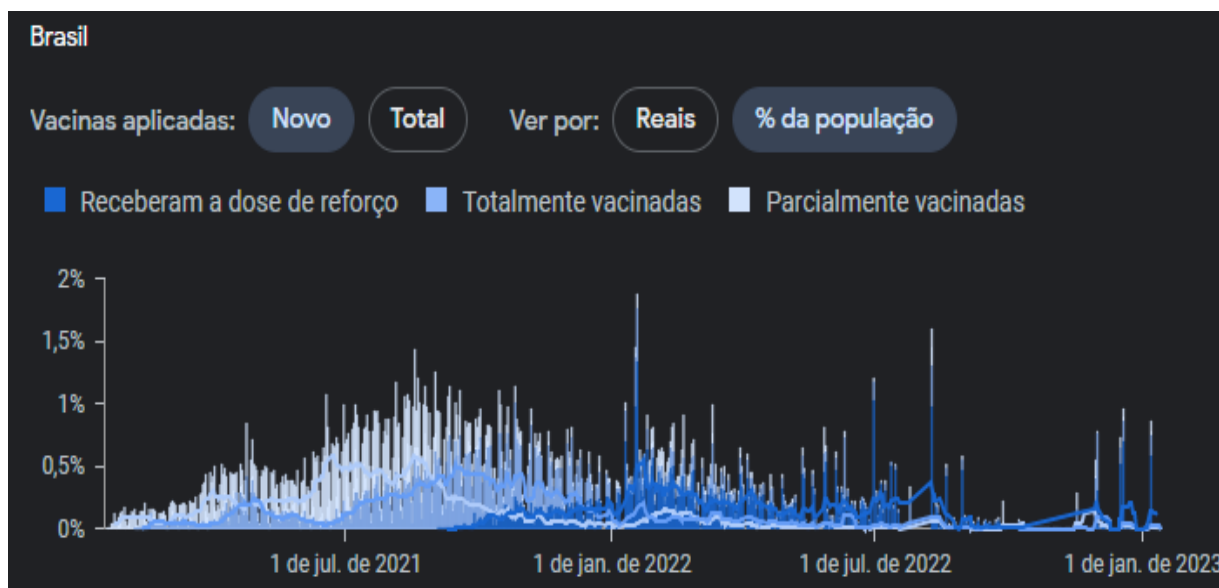 Brasil
Vacinas aplicadas: Novo Total Ver por: Reais % da população
Receberam a dose de reforço Totalmente vacinadas Parcialmente vacinadas
2%
1,5%
1%
0,5%
0%
1 de jul. de 2021 1 de jan. de 2022 1 de jul. de 2022 1 de jan. de 2023